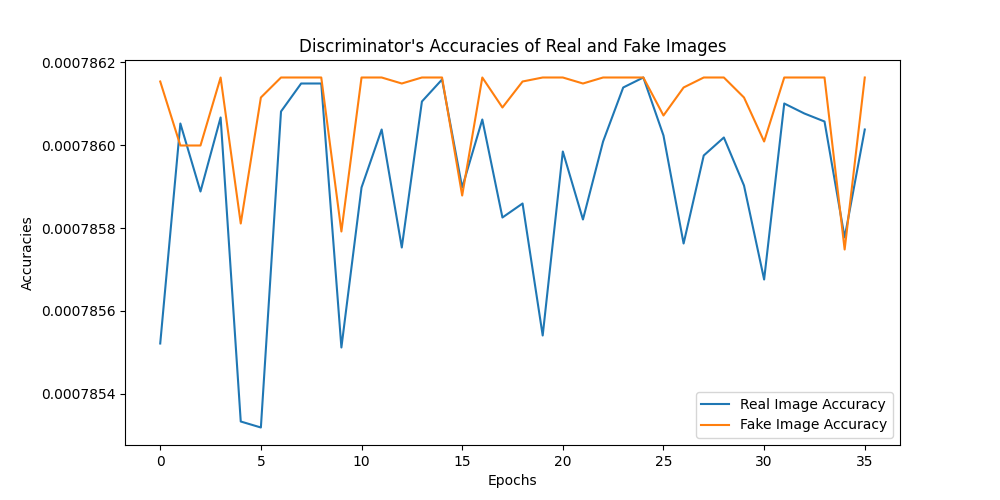 Discriminator's Accuracies of Real and Fake Images
0.0007862
0.0007860
0.0007858
0.0007856
0.0007854
Accuracies
0 5 10 15 20 25 30 35
Epochs
Real Image Accuracy
Fake Image Accuracy